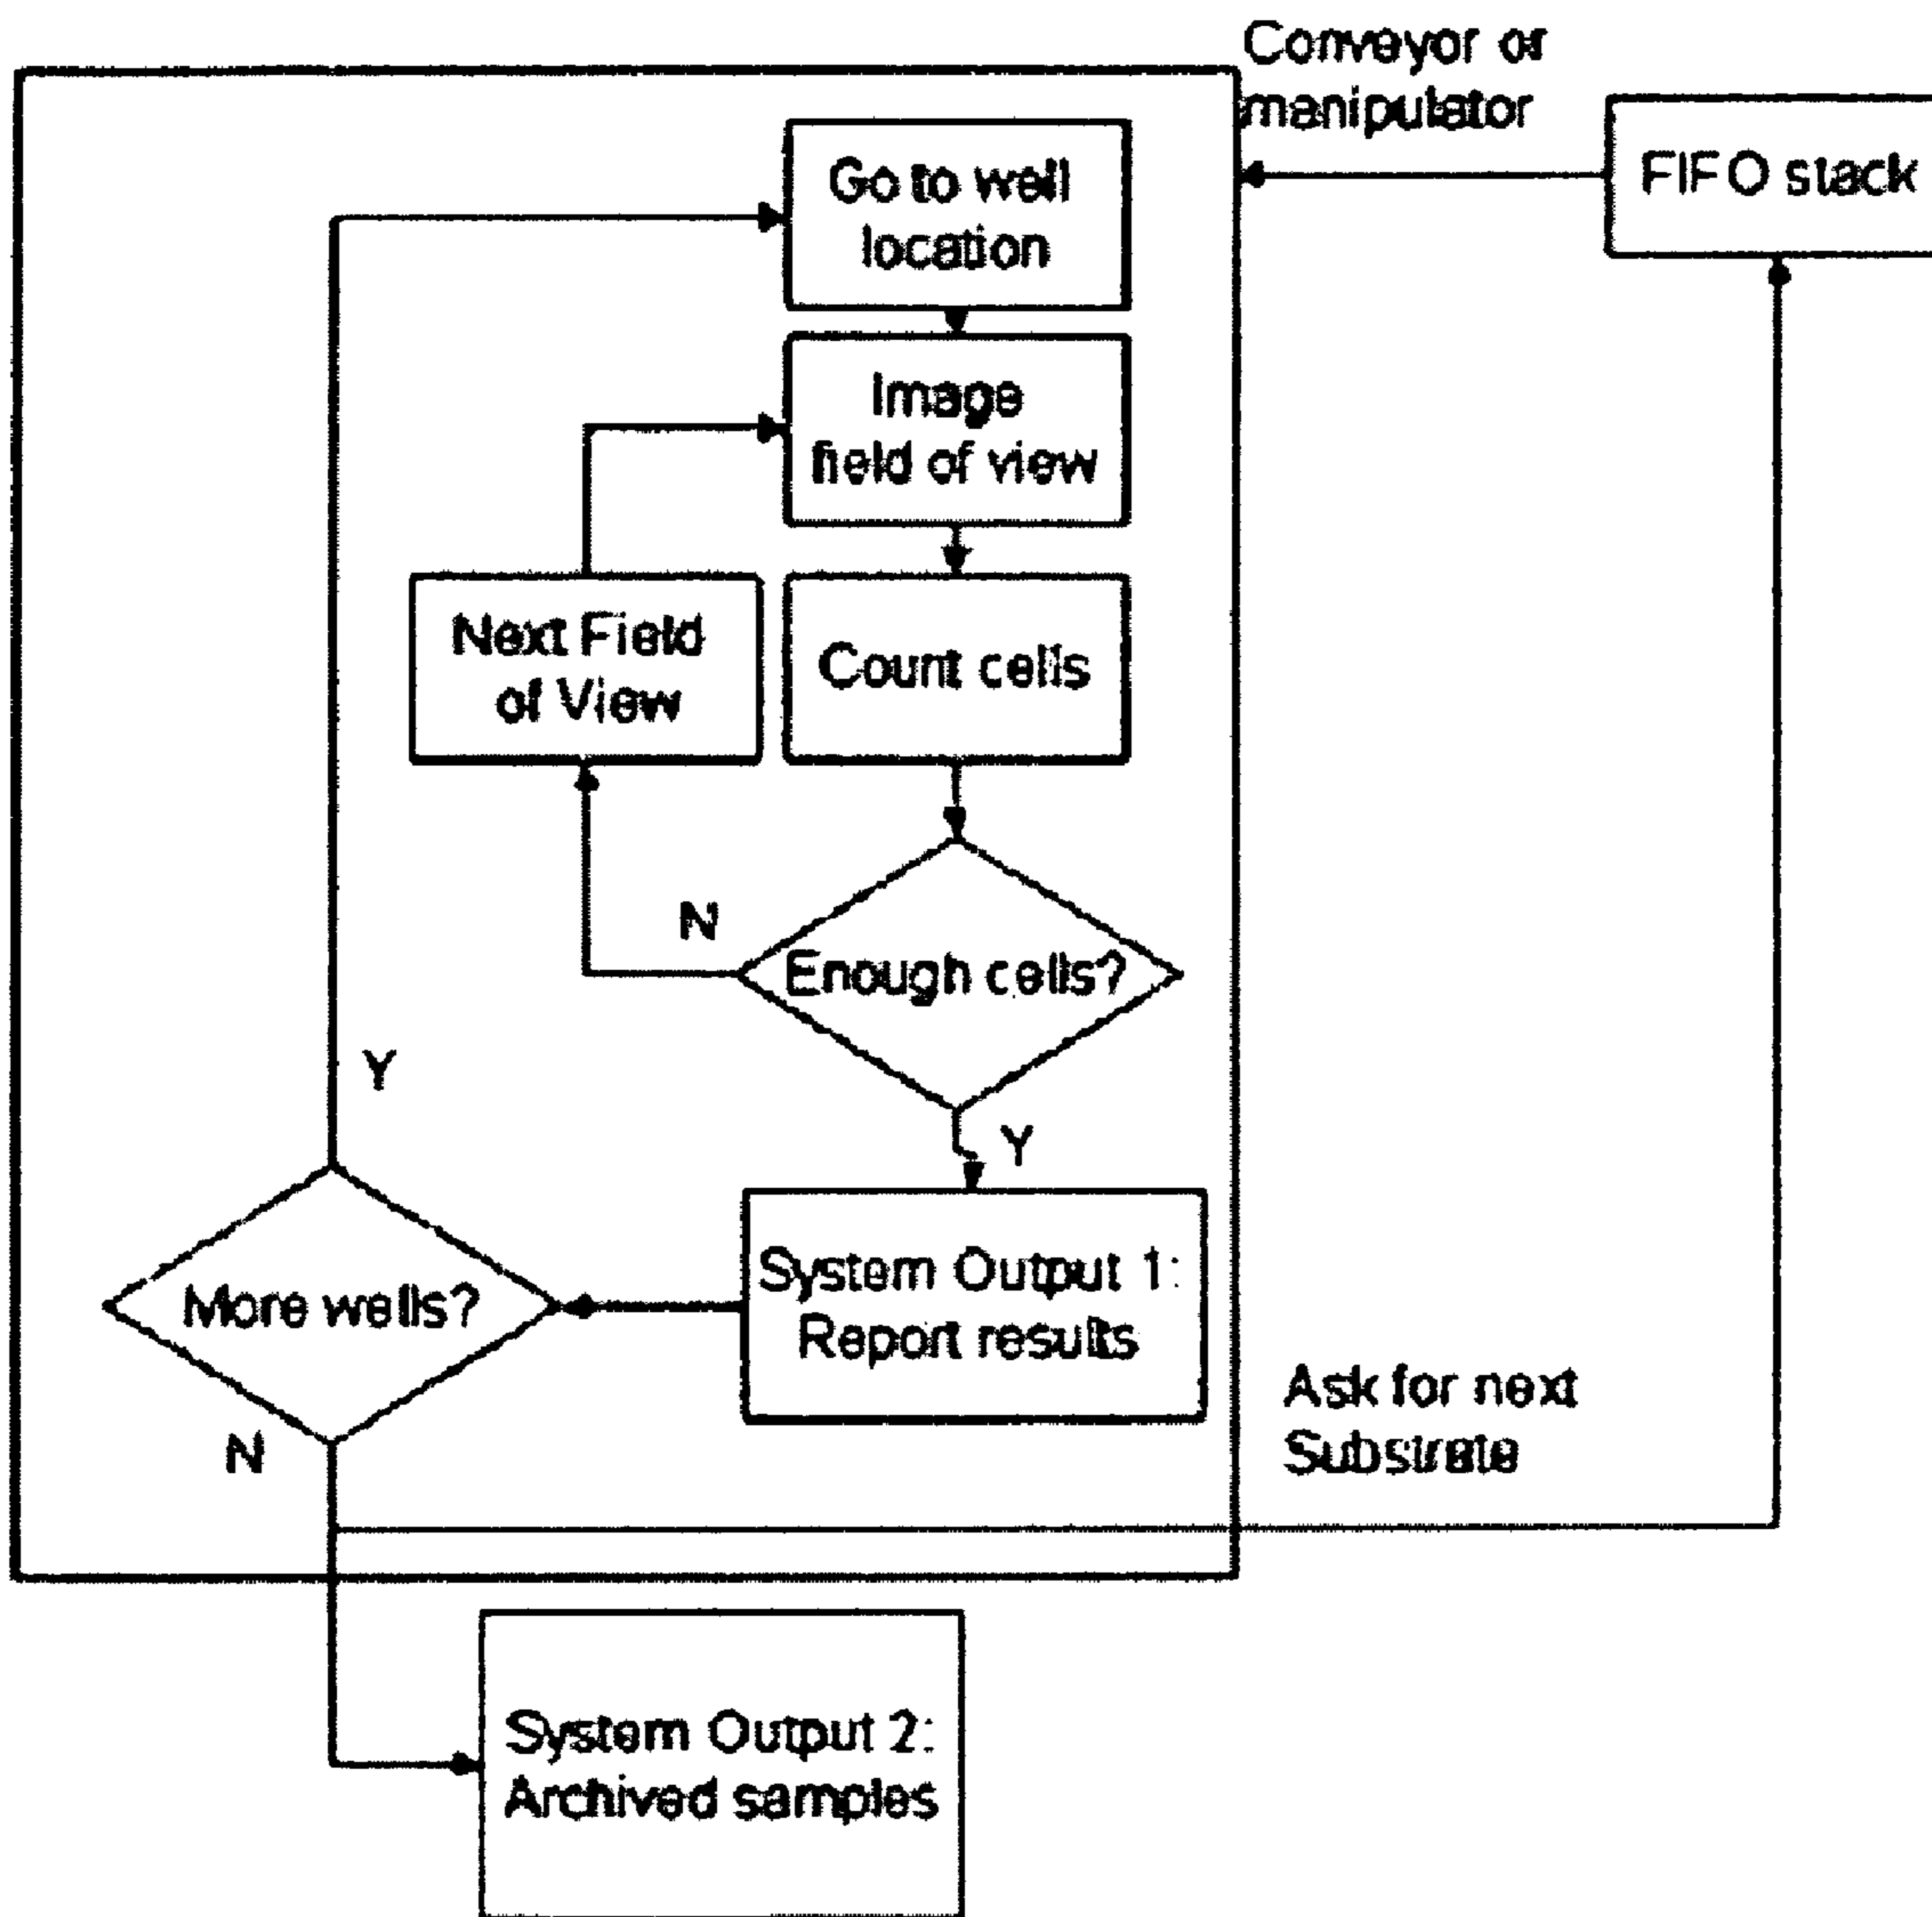 Conveyor or
manipulator
FIFO stack
Go to well
location
Image
field of view
Next Field
of View
Count cells
N
Enough cells?
Y
Y
More wells?
System Output 1:
Report results
N
Ask for next
Substrate
System Output 2:
Archived samples